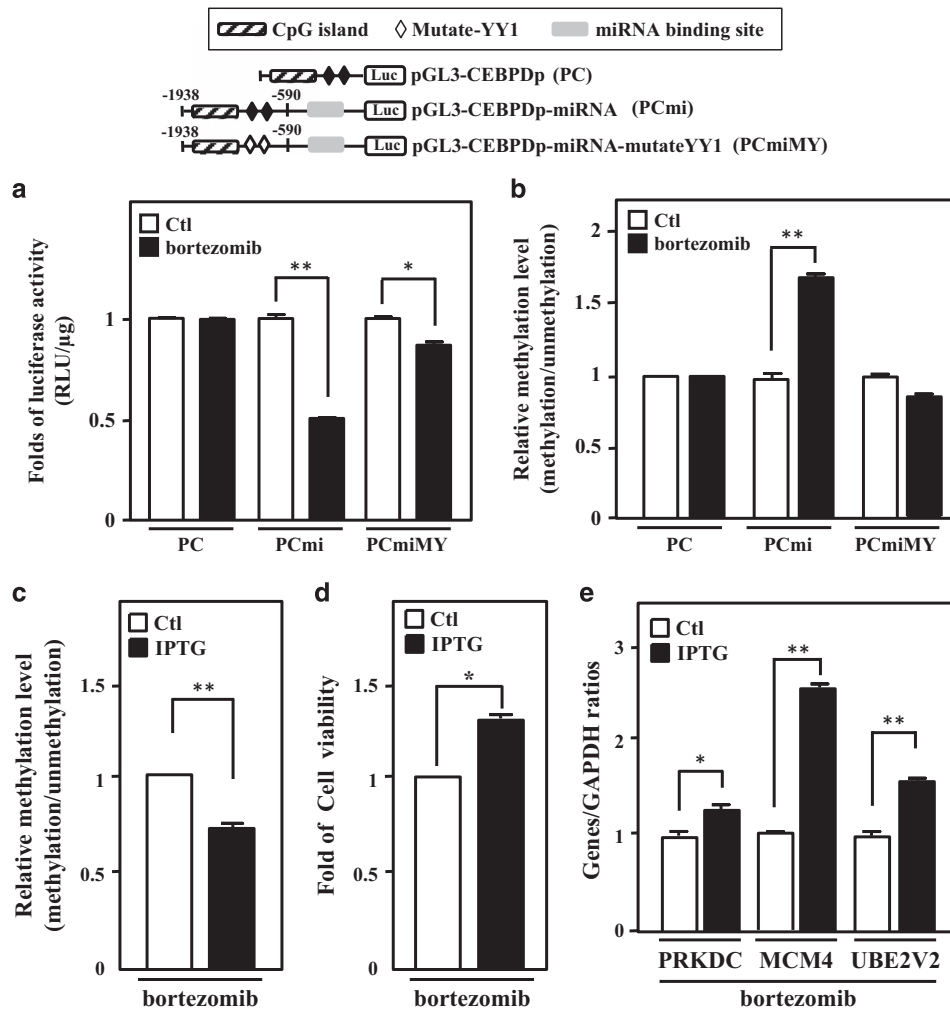 CpG island Mutate-YY1 miRNA binding site
Luc pGL3-CEBPDp (PC)
-1938 -590
Luc pGL3-CEBPDp-miRNA (PCmi)
-1938 -590
Luc pGL3-CEBPDp-miRNA-mutateYY1 (PCmiMY)
a
Folds of luciferase activity
(RLU/µg)
Ctl
bortezomib
**
*
1
0.5
0
PC PCmi PCmiMY
b
Relative methylation level
(methylation/unmethylation)
Ctl
bortezomib
**
2
1.5
1
0.5
0
PC PCmi PCmiMY
c
Relative methylation level
(methylation/unmethylation)
Ctl
IPTG
**
1.5
1
0.5
0
bortezomib
d
Fold of Cell viability
Ctl
IPTG
*
1.5
1
0.5
0
bortezomib
e
Genes/GAPDH ratios
Ctl
IPTG
*
**
**
3
2
1
0
PRKDC MCM4 UBE2V2
bortezomib